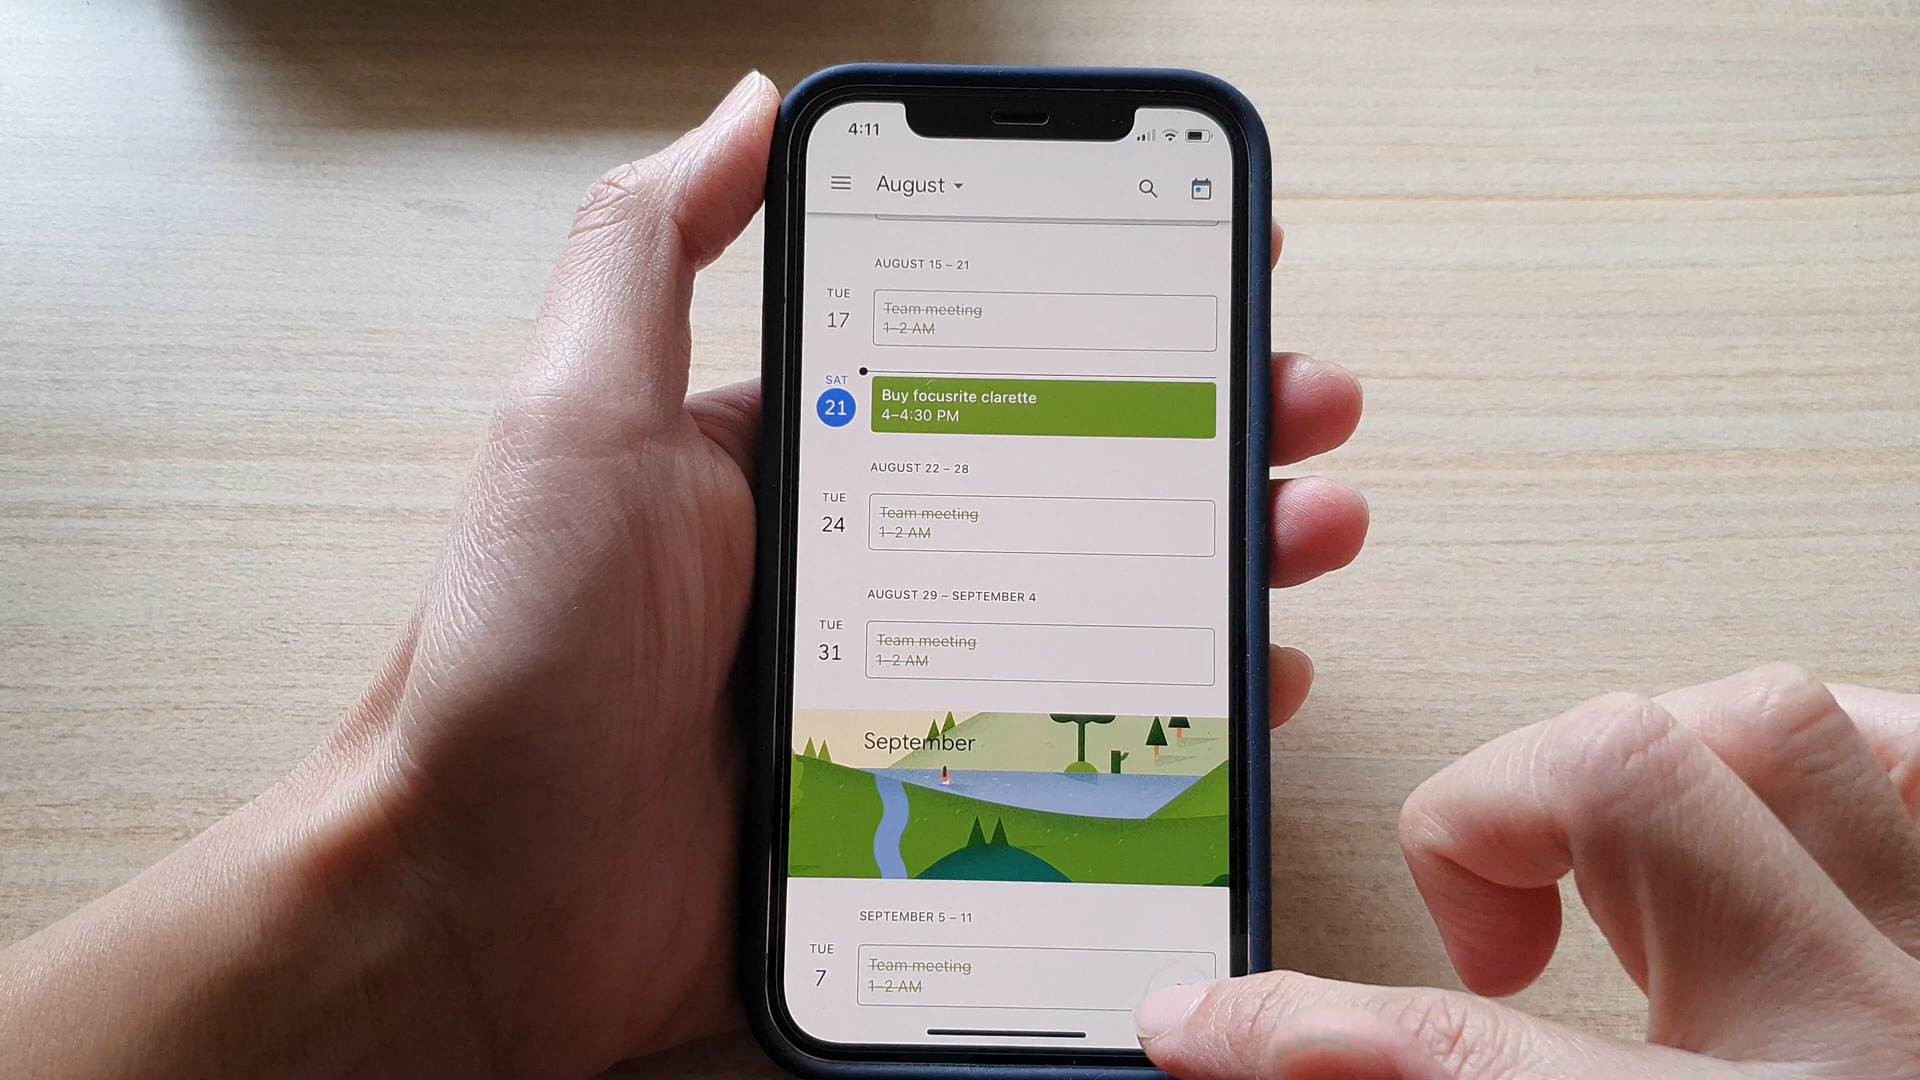 4:11
August
AUGUST 15 – 21
TUE
17
Team meeting
1–2 AM
SAT
21
Buy focusrite clarette
4–4:30 PM
AUGUST 22 – 28
TUE
24
Team meeting
1–2 AM
AUGUST 29 – SEPTEMBER 4
TUE
31
Team meeting
1–2 AM
September
SEPTEMBER 5 – 11
TUE
7
Team meeting
1–2 AM